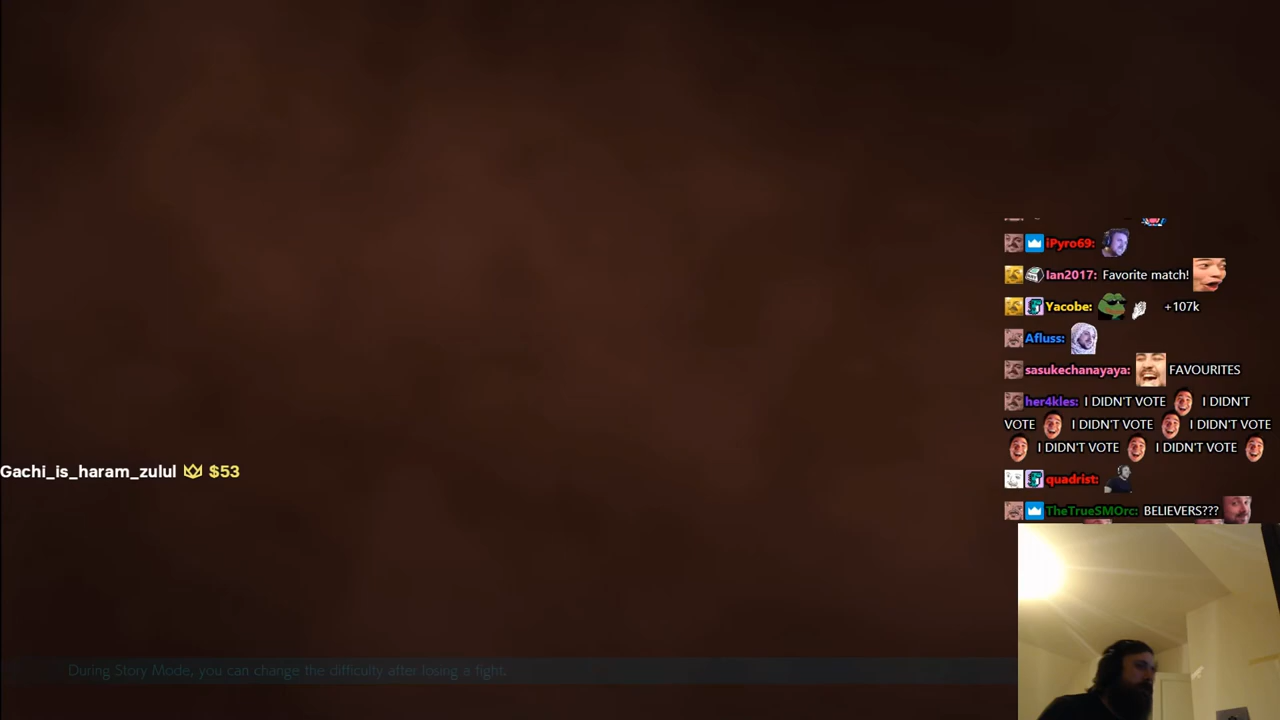 iPyro69:
Ian2017: Favorite match!
Yacobe: +107k
Afluss:
sasukechanayaya: FAVOURITES
her4kles: I DIDN'T VOTE I DIDN'T
VOTE I DIDN'T VOTE I DIDN'T VOTE
I DIDN'T VOTE I DIDN'T VOTE
Gachi_is_haram_zulul $53
quadrist:
TheTrueSMOrc: BELIEVERS???
During Story Mode, you can change the difficulty after losing a fight.